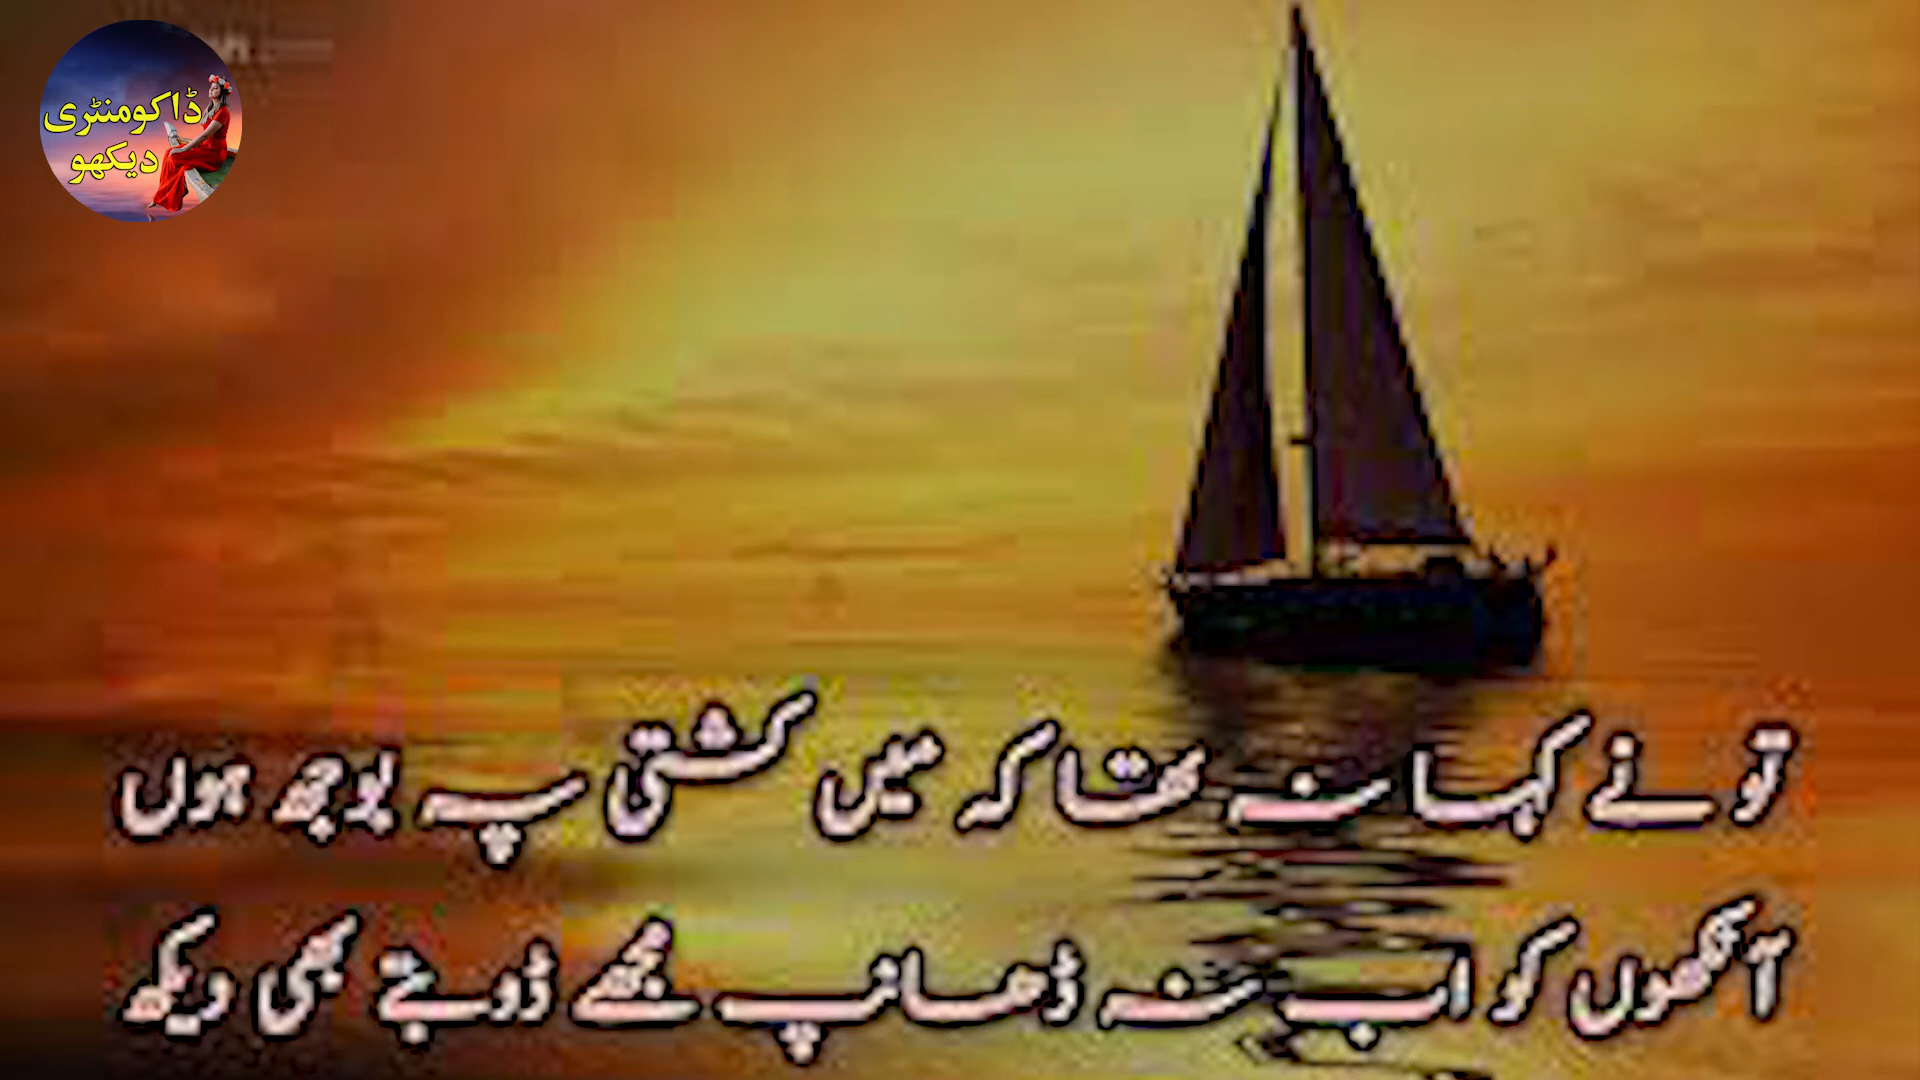 ڈاکومنٹری
دیکھو
تو نے کہا نہ تھا کہ میں کشتی پہ بوجھ ہوں
آنکھوں کو اب نہ ڈھانپ مجھے ڈوبتے بھی دیکھ